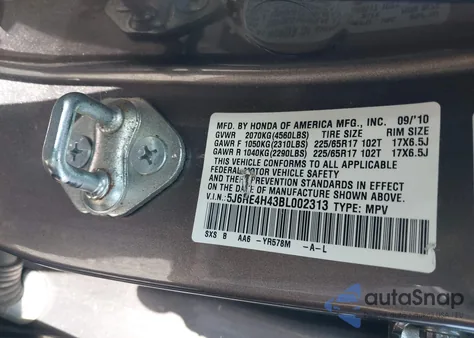 MFD. BY HONDA OF AMERICA MFG., INC. 09/'10
GVWR 2070KG(4560LBS) TIRE SIZE RIM SIZE
GAWR F 1050KG(2310LBS) 225/65R17 102T 17X6.5J
GAWR R 1040KG(2290LBS) 225/65R17 102T 17X6.5J
THIS VEHICLE CONFORMS TO ALL APPLICABLE
FEDERAL MOTOR VEHICLE SAFETY AND THEFT
PREVENTION STANDARDS IN EFFECT ON THE DATE
OF MANUFACTURE SHOWN ABOVE.
V.I.N.: 5J6RE4H43BL002313 TYPE: MPV
SXS B AA6 -YR578M -A-L
autoSnap